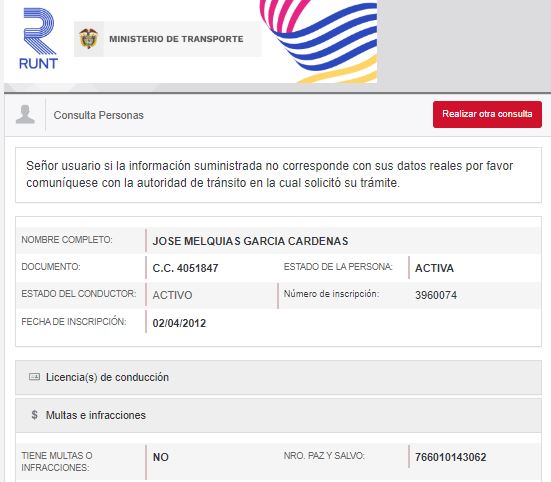 RUNT
MINISTERIO DE TRANSPORTE
Consulta Personas
Realizar otra consulta
Señor usuario si la información suministrada no corresponde con sus datos reales por favor
comuníquese con la autoridad de tránsito en la cual solicitó su trámite.
NOMBRE COMPLETO: JOSE MELQUIAS GARCIA CARDENAS
DOCUMENTO: C.C. 4051847 ESTADO DE LA PERSONA: ACTIVA
ESTADO DEL CONDUCTOR: ACTIVO Número de inscripción: 3960074
FECHA DE INSCRIPCIÓN: 02/04/2012
Licencia(s) de conducción
$ Multas e infracciones
TIENE MULTAS O NO NRO. PAZ Y SALVO: 766010143062
INFRACCIONES: